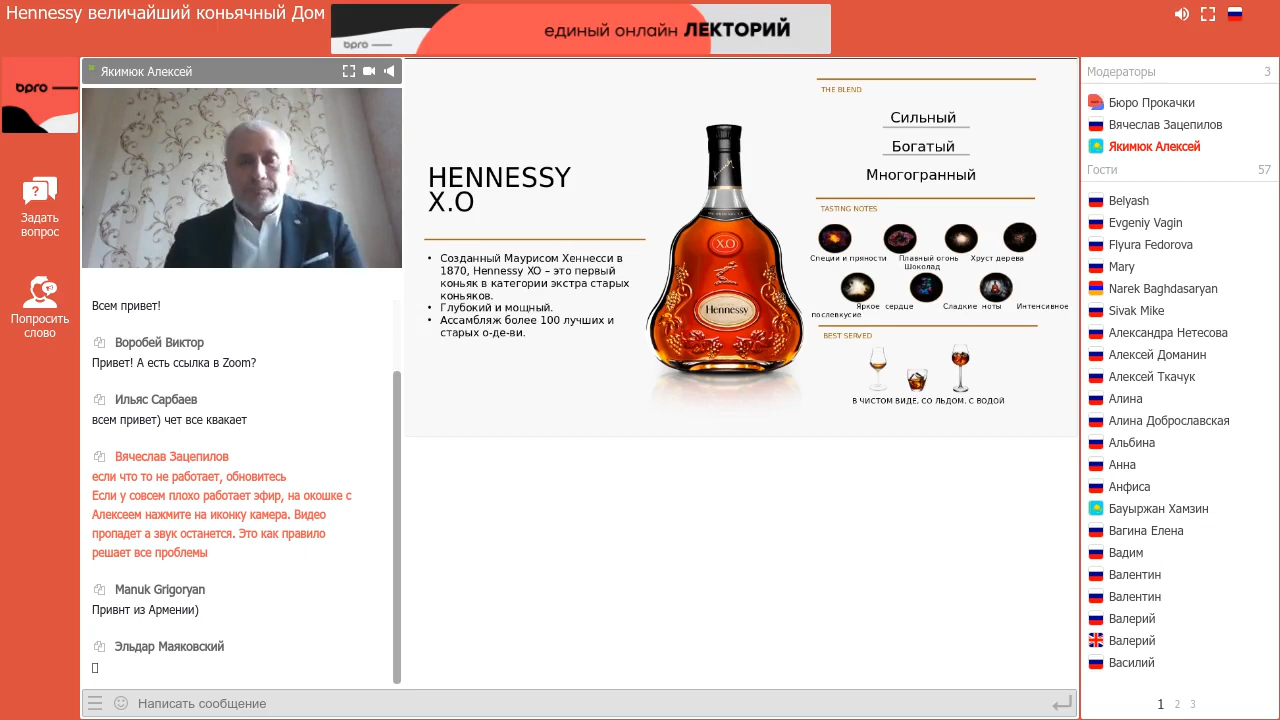 Hennessy величайший коньячный Дом
bpro
единый онлайн ЛЕКТОРИЙ
bpro
Задать
вопрос
Попросить
слово
Якимюк Алексей
Всем привет!
Воробей Виктор
Привет! А есть ссылка в Zoom?
Ильяс Сарбаев
всем привет) чет все квакает
Вячеслав Зацепилов
если что то не работает, обновитесь
Если у совсем плохо работает эфир, на окошке с
Алексеем нажмите на иконку камера. Видео
пропадет а звук останется. Это как правило
решает все проблемы
Manuk Grigoryan
Привнт из Армении)
Эльдар Маяковский
Написать сообщение
HENNESSY
X.O
• Созданный Маурисом Хеннесси в
1870, Hennessy XO – это первый
коньяк в категории экстра старых
коньяков.
• Глубокий и мощный.
• Ассамбляж более 100 лучших и
старых о-де-ви.
X.O
Hennessy
THE BLEND
Сильный
Богатый
Многогранный
TASTING NOTES
Специи и пряности Плавный огонь Хруст дерева
Шоколад
Яркое сердце Сладкие ноты Интенсивное
послевкусие
BEST SERVED
В ЧИСТОМ ВИДЕ, СО ЛЬДОМ, С ВОДОЙ
Модераторы 3
Бюро Прокачки
Вячеслав Зацепилов
Якимюк Алексей
Гости 57
Belyash
Evgeniy Vagin
Flyura Fedorova
Mary
Narek Baghdasaryan
Sivak Mike
Александра Нетесова
Алексей Доманин
Алексей Ткачук
Алина
Алина Доброславская
Альбина
Анна
Анфиса
Бауыржан Хамзин
Вагина Елена
Вадим
Валентин
Валентин
Валерий
Валерий
Василий
1 2 3